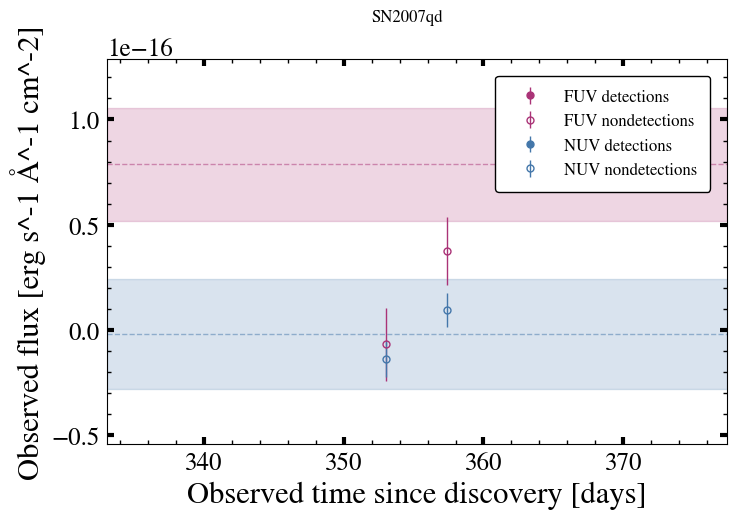 SN2007qd
1e−16
Observed flux [erg s^-1 Å^-1 cm^-2]
1.0
0.5
0.0
−0.5
FUV detections
FUV nondetections
NUV detections
NUV nondetections
340 350 360 370
Observed time since discovery [days]